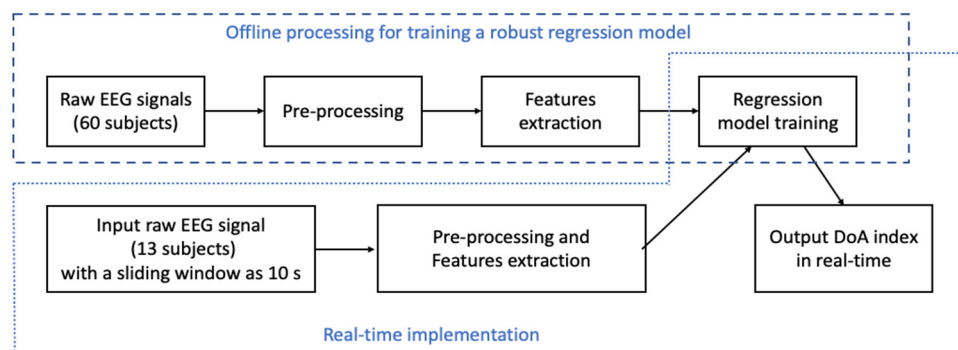 Offline processing for training a robust regression model
Raw EEG signals
(60 subjects)
Pre-processing
Features
extraction
Regression
model training
Input raw EEG signal
(13 subjects)
with a sliding window as 10 s
Pre-processing and
Features extraction
Output DoA index
in real-time
Real-time implementation